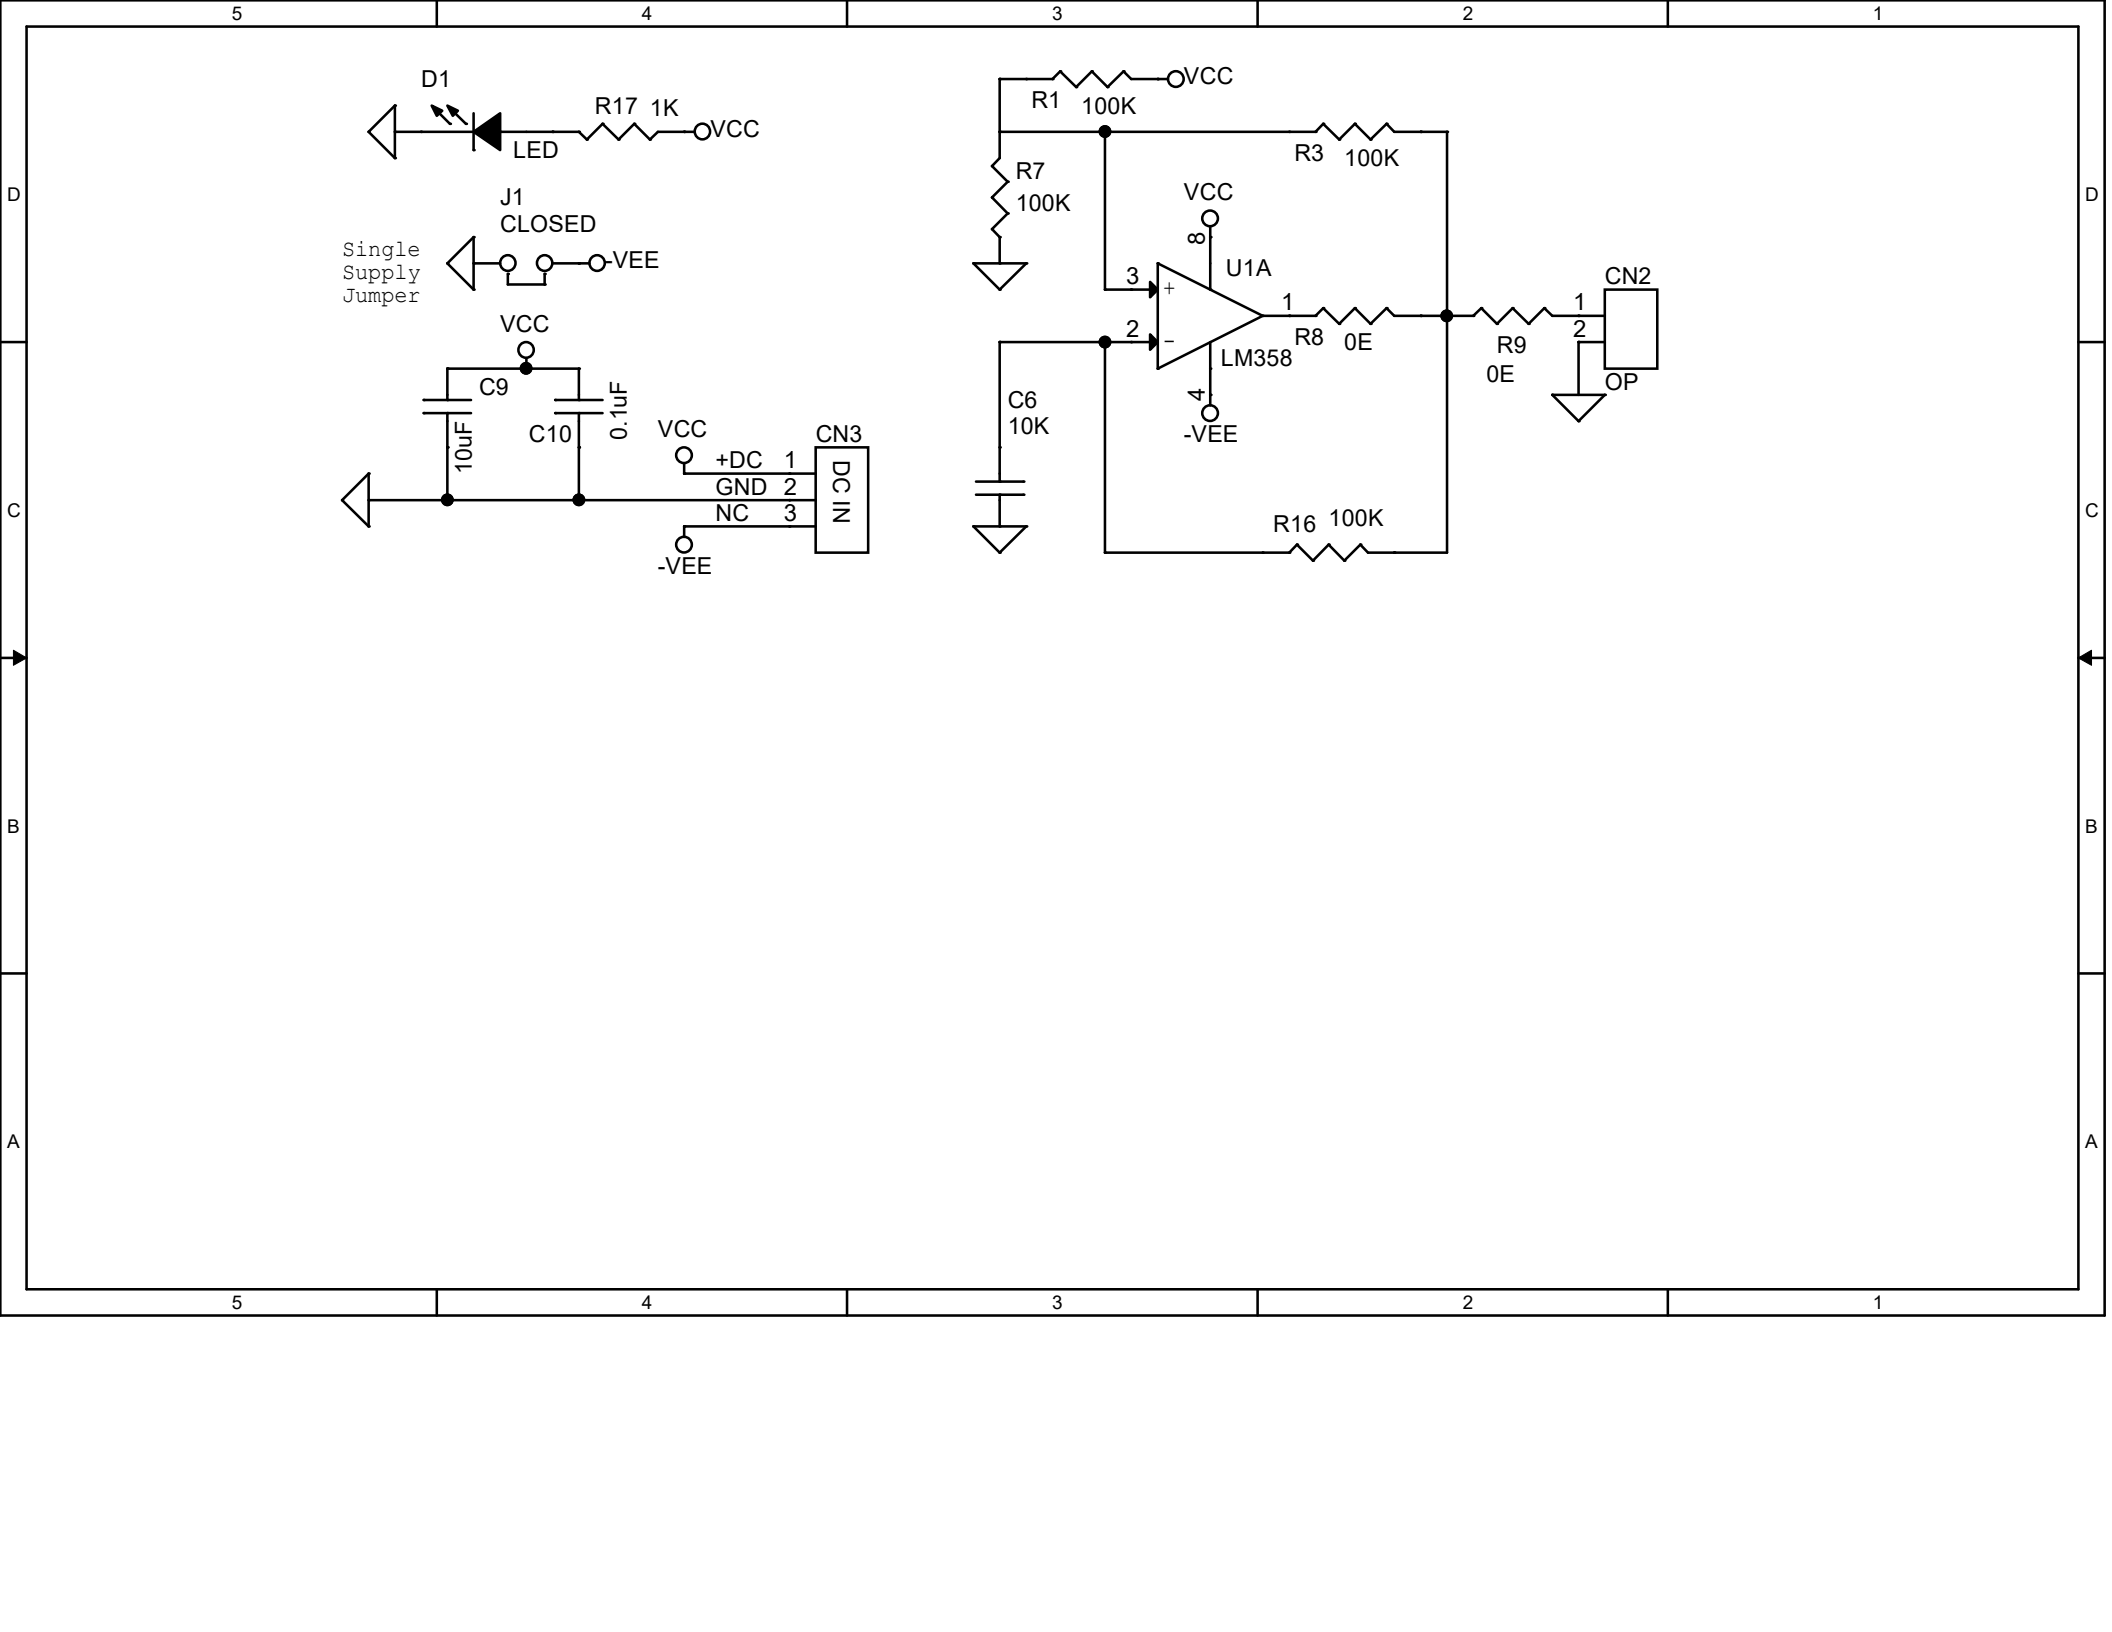 5 4 3 2 1
D
D
C
C
B
B
A
A
5 4 3 2 1
D1
LED
R17 1K
VCC
J1
CLOSED
Single
Supply
Jumper
-VEE
VCC
C9
10uF
C10
0.1uF
VCC
+DC 1
GND 2
NC 3
-VEE
CN3
DC IN
R1 100K
VCC
R7
100K
R3 100K
VCC
8
U1A
3 +
2 -
1
LM358
4
-VEE
R8 0E
R9
0E
CN2
1
2
OP
C6
10K
R16 100K